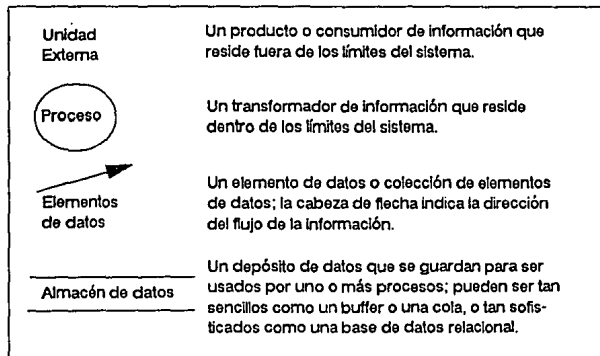 Unidad
Externa
Un producto o consumidor de información que
reside fuera de los límites del sistema.
Proceso
Un transformador de información que reside
dentro de los límites del sistema.
Elementos
de datos
Un elemento de datos o colección de elementos
de datos; la cabeza de flecha indica la dirección
del flujo de la información.
Almacén de datos
Un depósito de datos que se guardan para ser
usados por uno o más procesos; pueden ser tan
sencillos como un buffer o una cola, o tan sofis-
ticados como una base de datos relacional.